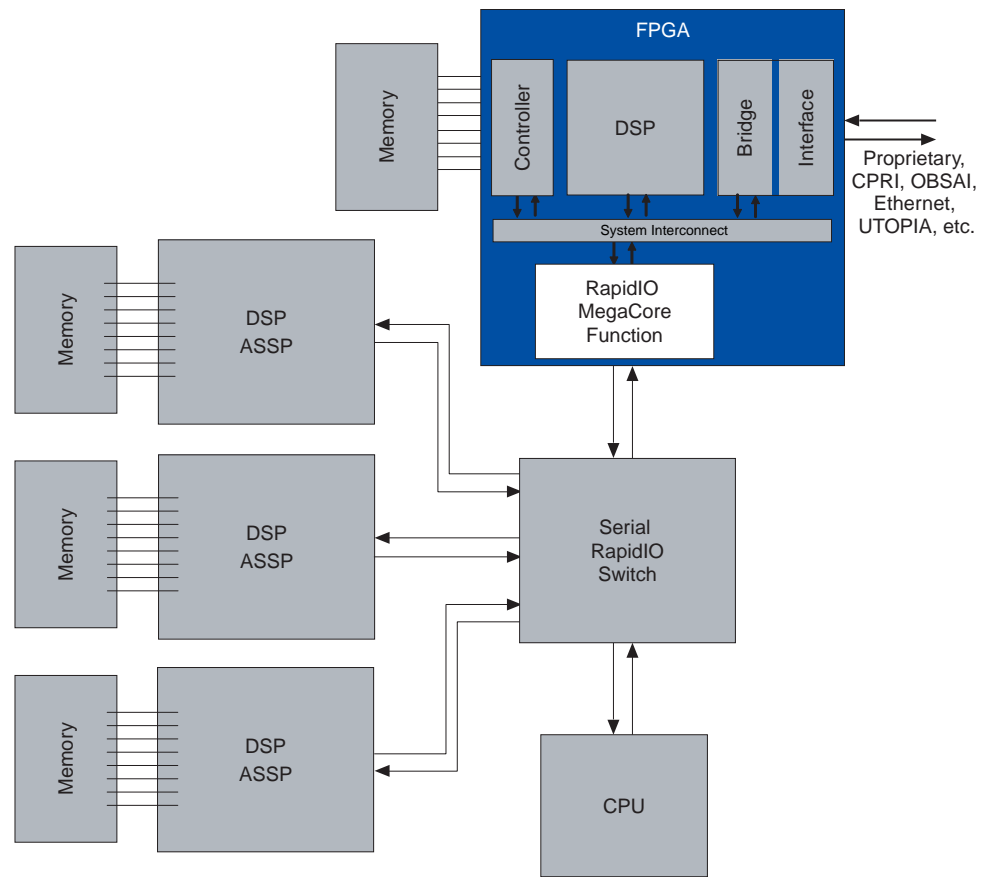 FPGA
Memory
Controller
DSP
Bridge
Interface
Proprietary,
CPRI, OBSAI,
Ethernet,
UTOPIA, etc.
System Interconnect
RapidIO
MegaCore
Function
Memory
DSP
ASSP
Memory
DSP
ASSP
Serial
RapidIO
Switch
Memory
DSP
ASSP
CPU